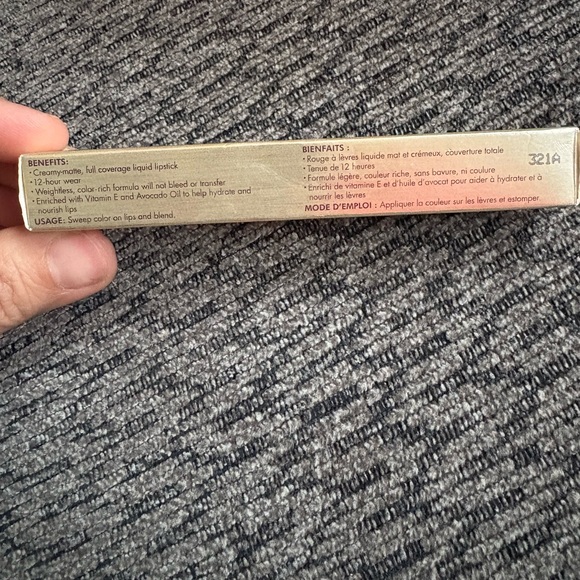 BENEFITS:
• Creamy-matte, full coverage liquid lipstick
• 12-hour wear
• Weightless, color-rich formula will not bleed or transfer
• Enriched with Vitamin E and Avocado Oil to help hydrate and
nourish lips
USAGE: Sweep color on lips and blend.
BIENFAITS :
• Rouge à lèvres liquide mat et crémeux, couverture totale
• Tenue de 12 heures
• Formule légère, couleur riche, sans bavure, ni coulure
• Enrichi de vitamine E et d'huile d'avocat pour aider à hydrater et à
nourrir les lèvres
MODE D'EMPLOI : Appliquer la couleur sur les lèvres et estomper.
321A